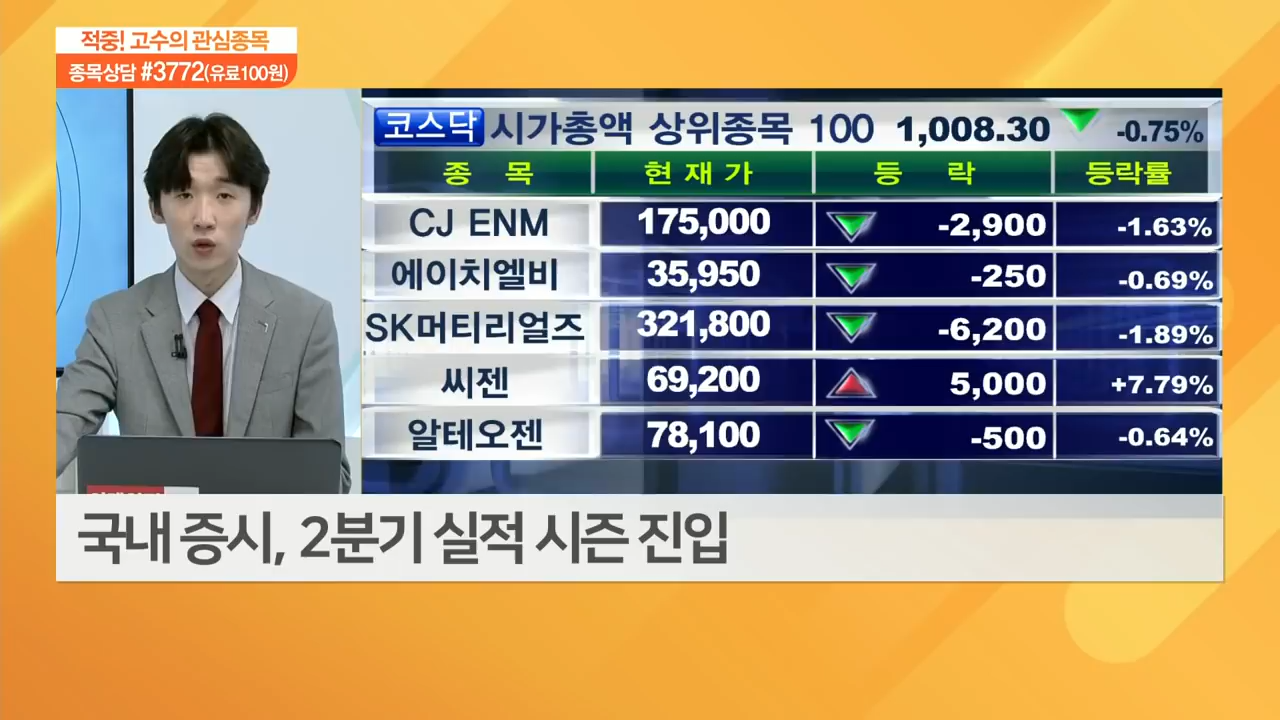 적중! 고수의 관심종목
종목상담 #3772(유료100원)
코스닥 시가총액 상위종목 100 1,008.30 -0.75%
종 목 현 재 가 등 락 등락률
CJ ENM 175,000 -2,900 -1.63%
에이치엘비 35,950 -250 -0.69%
SK머티리얼즈 321,800 -6,200 -1.89%
씨젠 69,200 5,000 +7.79%
알테오젠 78,100 -500 -0.64%
국내 증시, 2분기 실적 시즌 진입